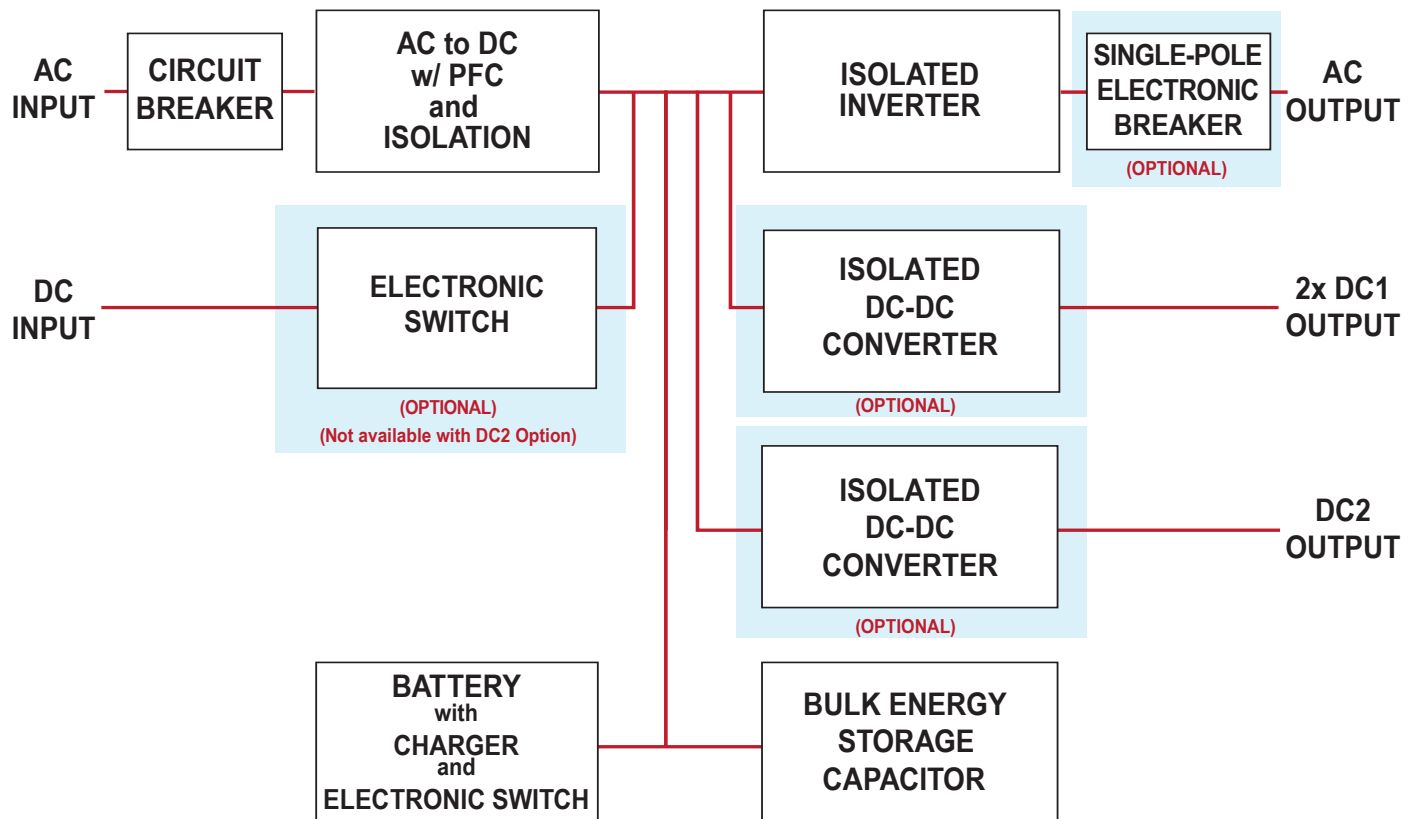 AC
INPUT
CIRCUIT
BREAKER
AC to DC
w/ PFC
and
ISOLATION
ISOLATED
INVERTER
SINGLE-POLE
ELECTRONIC
BREAKER
(OPTIONAL)
AC
OUTPUT
DC
INPUT
ELECTRONIC
SWITCH
(OPTIONAL)
(Not available with DC2 Option)
ISOLATED
DC-DC
CONVERTER
(OPTIONAL)
2x DC1
OUTPUT
ISOLATED
DC-DC
CONVERTER
(OPTIONAL)
DC2
OUTPUT
BATTERY
with
CHARGER
and
ELECTRONIC SWITCH
BULK ENERGY
STORAGE
CAPACITOR